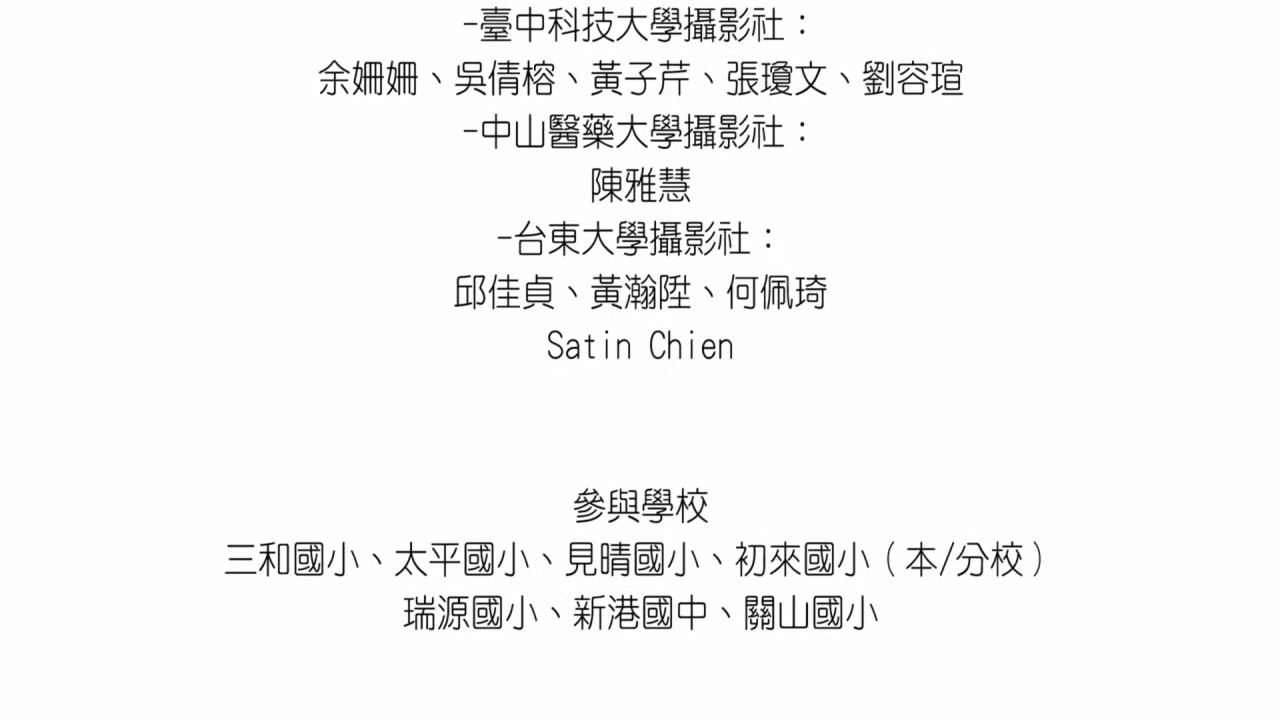 -臺中科技大學攝影社：
余姍姍、吳倩榕、黃子芹、張瓊文、劉容瑄
-中山醫藥大學攝影社：
陳雅慧
-台東大學攝影社：
邱佳貞、黃瀚陞、何佩琦
Satin Chien
參與學校
三和國小、太平國小、見晴國小、初來國小（本/分校）
瑞源國小、新港國中、關山國小